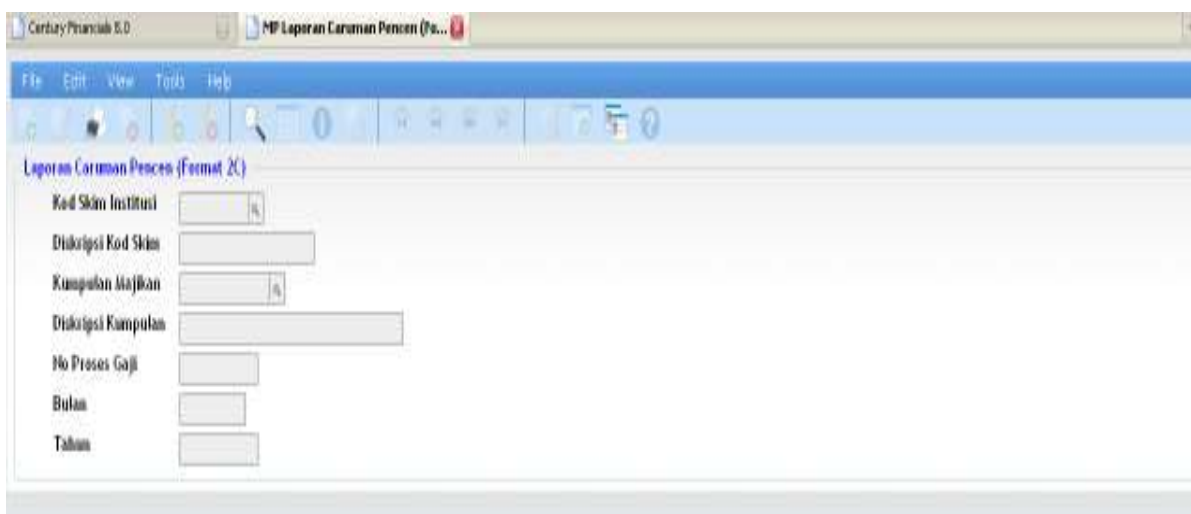 Century Financials 6.0
MP Laporan Caruman Pencen (Fo...
File Edit View Tools Help
Laporan Caruman Pencen (Format 2C)
Kod Skim Institusi
Diskripsi Kod Skim
Kumpulan Majikan
Diskripsi Kumpulan
No Proses Gaji
Bulan
Tahun